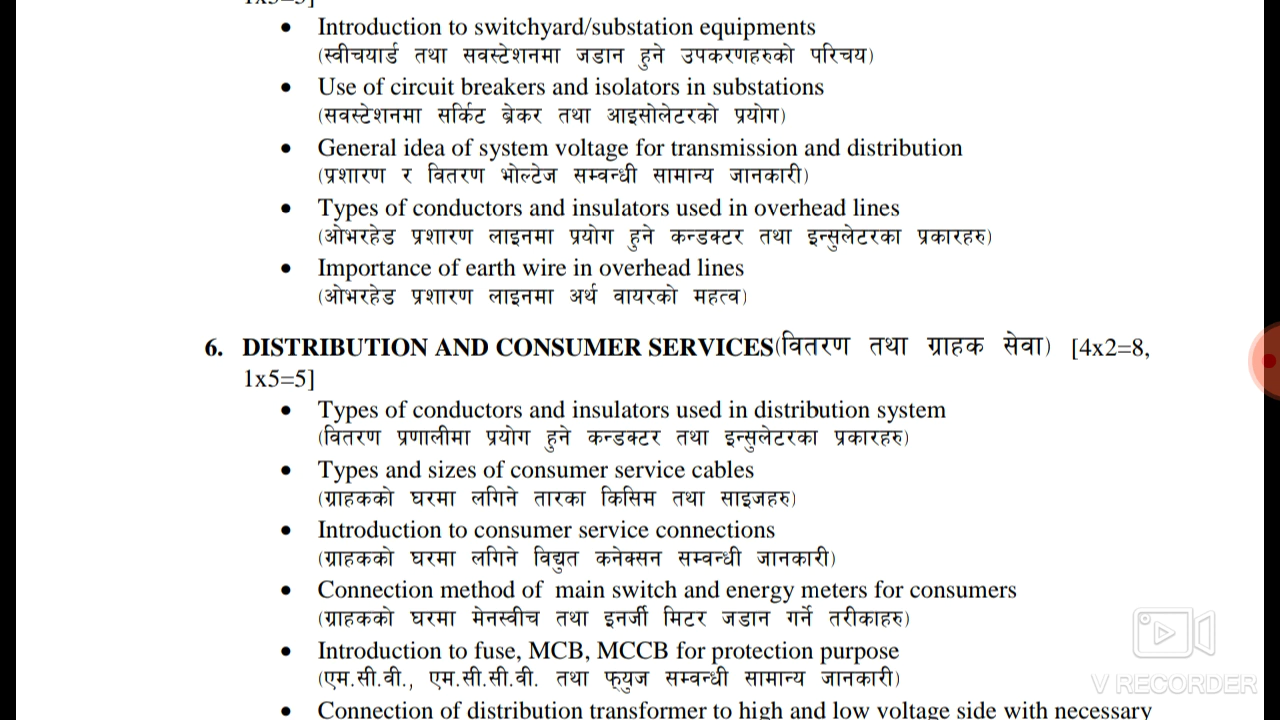 1x5=5]
• Introduction to switchyard/substation equipments
(स्वीचयार्ड तथा सवस्टेशनमा जडान हुने उपकरणहरुको परिचय)
• Use of circuit breakers and isolators in substations
(सवस्टेशनमा सर्किट ब्रेकर तथा आइसोलेटरको प्रयोग)
• General idea of system voltage for transmission and distribution
(प्रशारण र वितरण भोल्टेज सम्वन्धी सामान्य जानकारी)
• Types of conductors and insulators used in overhead lines
(ओभरहेड प्रशारण लाइनमा प्रयोग हुने कन्डक्टर तथा इन्सुलेटरका प्रकारहरु)
• Importance of earth wire in overhead lines
(ओभरहेड प्रशारण लाइनमा अर्थ वायरको महत्व)
6. DISTRIBUTION AND CONSUMER SERVICES(वितरण तथा ग्राहक सेवा) [4x2=8,
1x5=5]
• Types of conductors and insulators used in distribution system
(वितरण प्रणालीमा प्रयोग हुने कन्डक्टर तथा इन्सुलेटरका प्रकारहरु)
• Types and sizes of consumer service cables
(ग्राहकको घरमा लगिने तारका किसिम तथा साइजहरु)
• Introduction to consumer service connections
(ग्राहकको घरमा लगिने विद्युत कनेक्सन सम्वन्धी जानकारी)
• Connection method of main switch and energy meters for consumers
(ग्राहकको घरमा मेनस्वीच तथा इनर्जी मिटर जडान गर्ने तरीकाहरु)
• Introduction to fuse, MCB, MCCB for protection purpose
(एम.सी.वी., एम.सी.सी.वी. तथा फ्युज सम्वन्धी सामान्य जानकारी)
• Connection of distribution transformer to high and low voltage side with necessary
V RECORDER